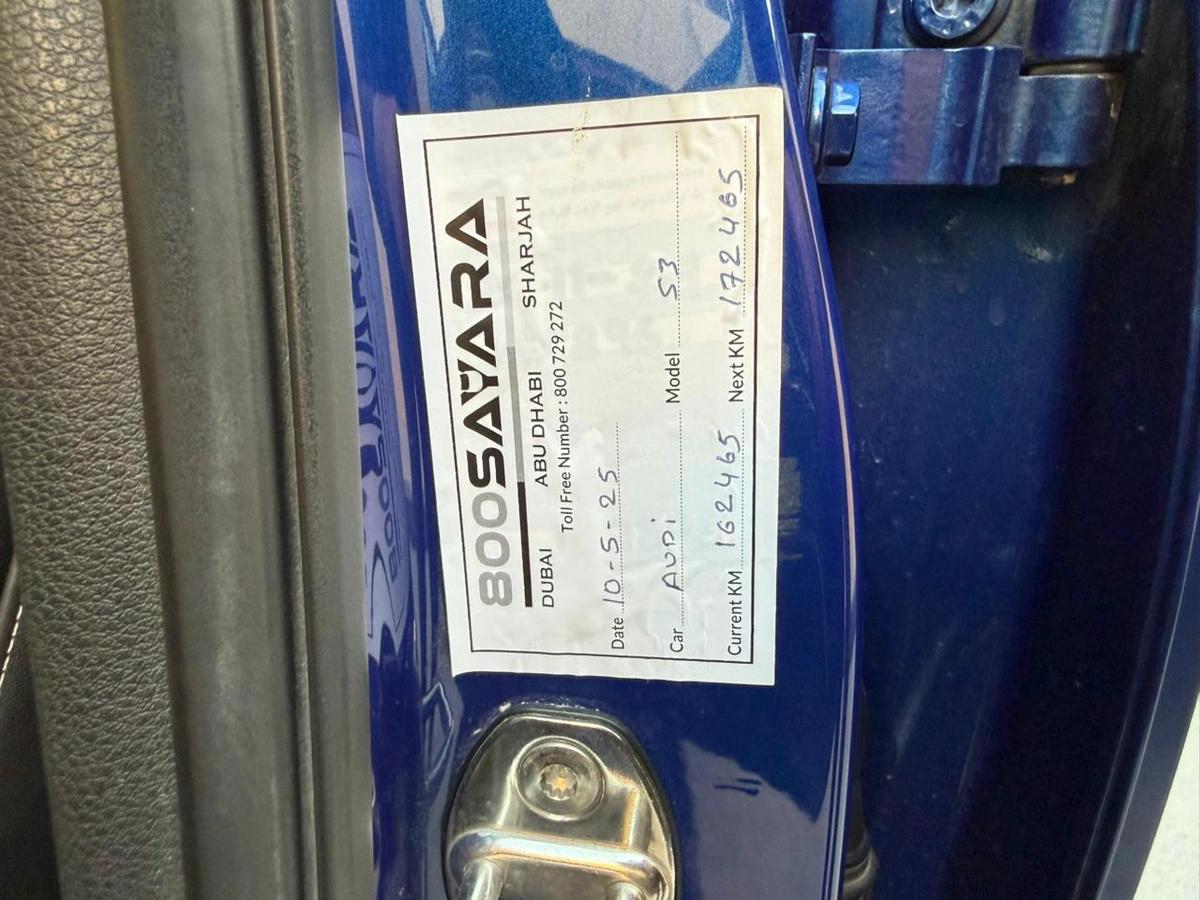 800SAYARA
DUBAI ABU DHABI SHARJAH
Toll Free Number : 800 729 272
Date 10-5-25
Car AUDi Model S3
Current KM 162465 Next KM 172465